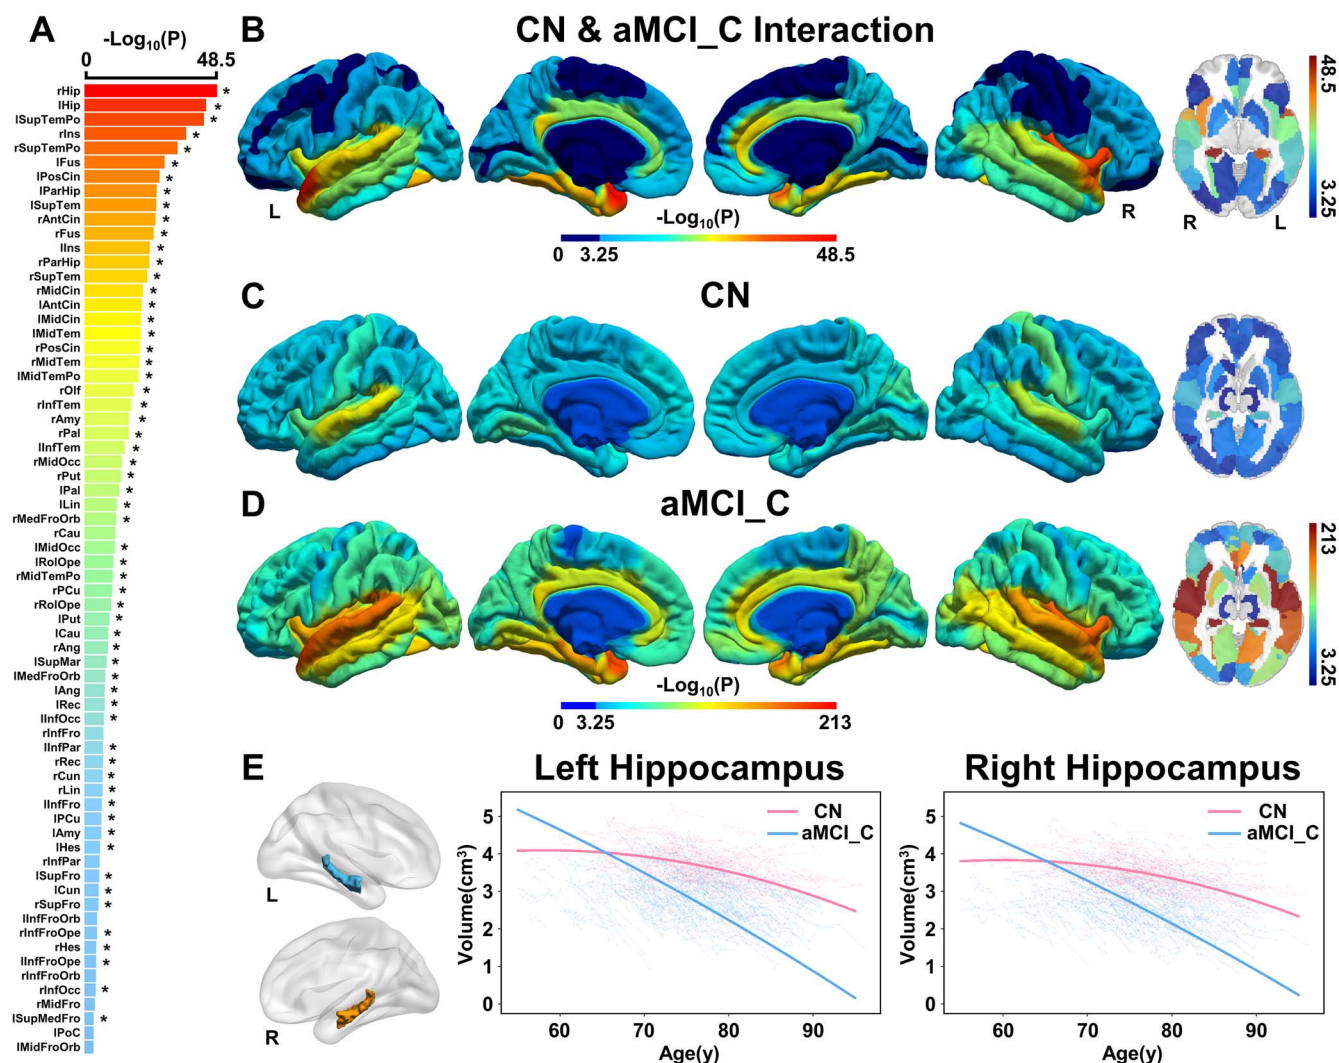 A
-Log10(P)
0 48.5
rHip *
lHip *
lSupTemPo *
rIns *
rSupTemPo *
lFus *
lPosCin *
lParHip *
lSupTem *
rAntCin *
rFus *
lIns *
rParHip *
rSupTem *
rMidCin *
lAntCin *
lMidCin *
lMidTem *
rPosCin *
rMidTem *
lMidTemPo *
rOlf *
rInfTem *
rAmy *
rPal *
lInfTem *
rMidOcc *
rPut *
lPal *
lLin *
rMedFroOrb *
rCau
lMidOcc *
lRolOpe *
rMidTemPo *
rPCu *
rRolOpe *
lPut *
lCau *
rAng *
lSupMar *
lMedFroOrb *
lAng *
lRec *
lInfOcc *
rInfFro
lInfPar *
rRec *
rCun *
rLin *
lInfFro *
lPCu *
lAmy *
lHes *
rInfPar
lSupFro *
lCun *
rSupFro *
lInfFroOrb
rInfFroOpe *
rHes *
lInfFroOpe *
rInfFroOrb
rInfOcc *
rMidFro
lSupMedFro *
lPoC
lMidFroOrb
B
CN & aMCI_C Interaction
L
R
R L
48.5
3.25
-Log10(P)
0 3.25 48.5
C
CN
D
aMCI_C
213
3.25
-Log10(P)
0 3.25 213
E
L
R
Left Hippocampus
CN
aMCI_C
Volume(cm³)
5
4
3
2
1
0
60 70 80 90
Age(y)
Right Hippocampus
CN
aMCI_C
Volume(cm³)
5
4
3
2
1
0
60 70 80 90
Age(y)